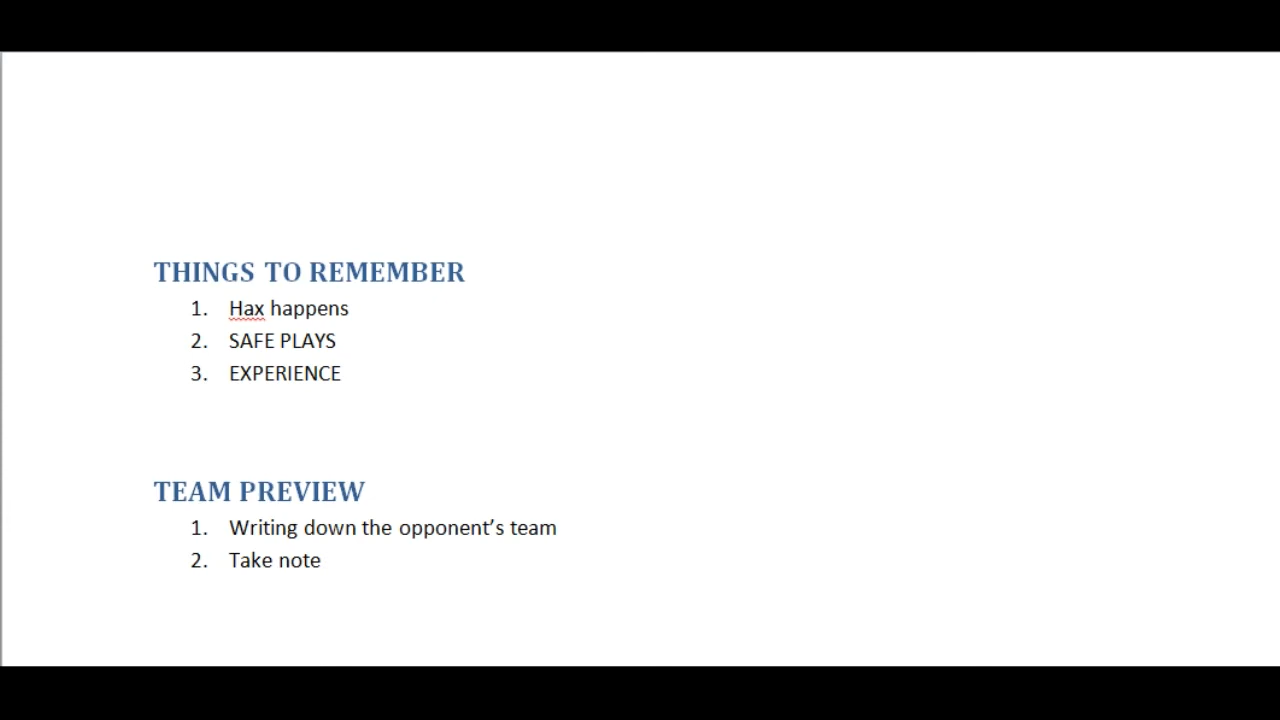 THINGS TO REMEMBER
1. Hax happens
2. SAFE PLAYS
3. EXPERIENCE
TEAM PREVIEW
1. Writing down the opponent’s team
2. Take note